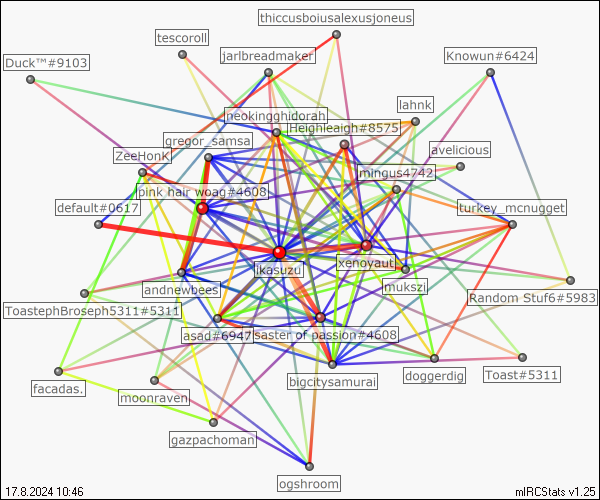 thiccusboiusalexusjoneus
tescoroll
jarlbreadmaker
Duck™#9103
Knowun#6424
lahnk
neokingghidorah
Heighleaigh#8575
gregor_samsa
avelicious
ZeeHonK
mingus4742
pink hair woag#4608
default#0617
turkey_mcnugget
xenoyaut
ikasuzu
mukszi
andnewbees
Random Stuf6#5983
ToastephBroseph5311#5311
asad#6947
saster of passion#4608
doggerdig
Toast#5311
bigcitysamurai
facadas.
moonraven
gazpachoman
ogshroom
17.8.2024 10:46
mIRCStats v1.25